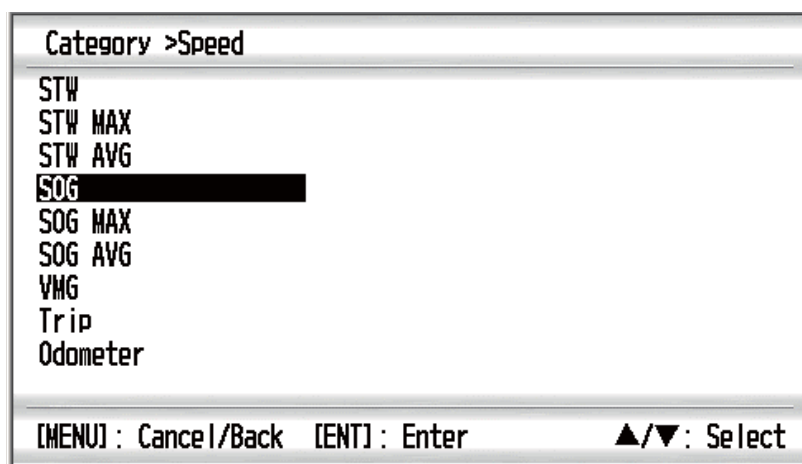 Category >Speed
STW
STW MAX
STW AVG
SOG
SOG MAX
SOG AVG
VMG
Trip
Odometer
[MENU] : Cancel/Back [ENT] : Enter ▲/▼: Select